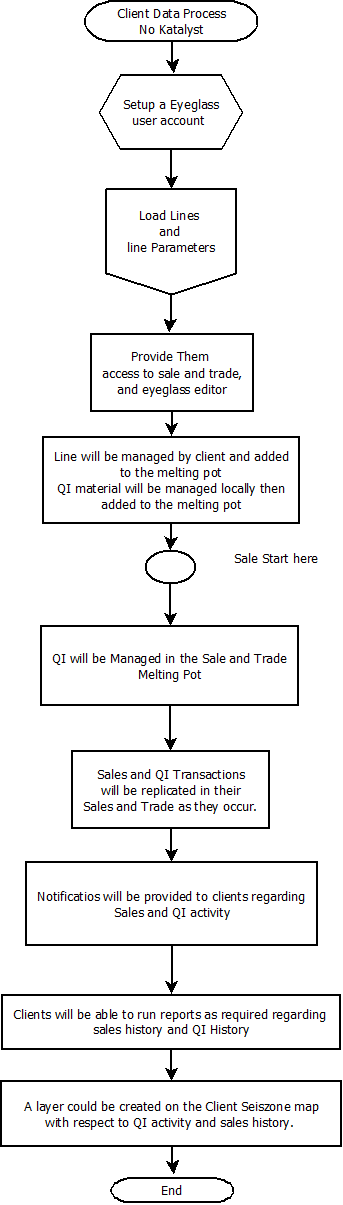 Client Data Process
No Katalyst
Setup a Eyeglass
user account
Load Lines
and
line Parameters
Provide Them
access to sale and trade,
and eyeglass editor
Line will be managed by client and added
to the melting pot
QI material will be managed locally then
added to the melting pot
Sale Start here
QI will be Managed in the Sale and Trade
Melting Pot
Sales and QI Transactions
will be replicated in their
Sales and Trade as they occur.
Notificatios will be provided to clients regarding
Sales and QI activity
Clients will be able to run reports as required regarding
sales history and QI History
A layer could be created on the Client Seiszone map
with respect to QI activity and sales history.
End